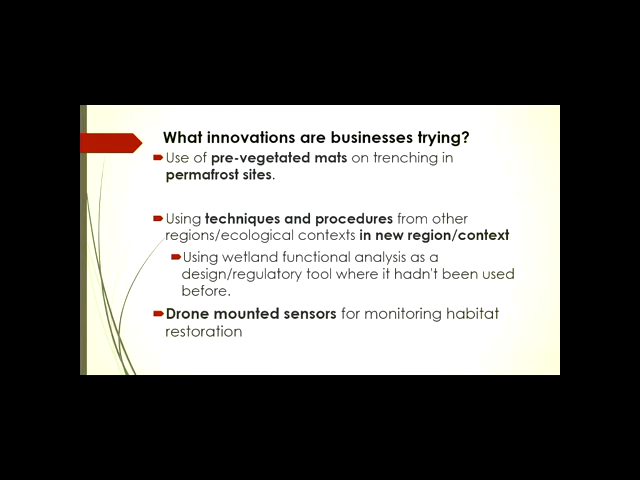 What innovations are businesses trying?
Use of pre-vegetated mats on trenching in
permafrost sites.
Using techniques and procedures from other
regions/ecological contexts in new region/context
Using wetland functional analysis as a
design/regulatory tool where it hadn't been used
before.
Drone mounted sensors for monitoring habitat
restoration